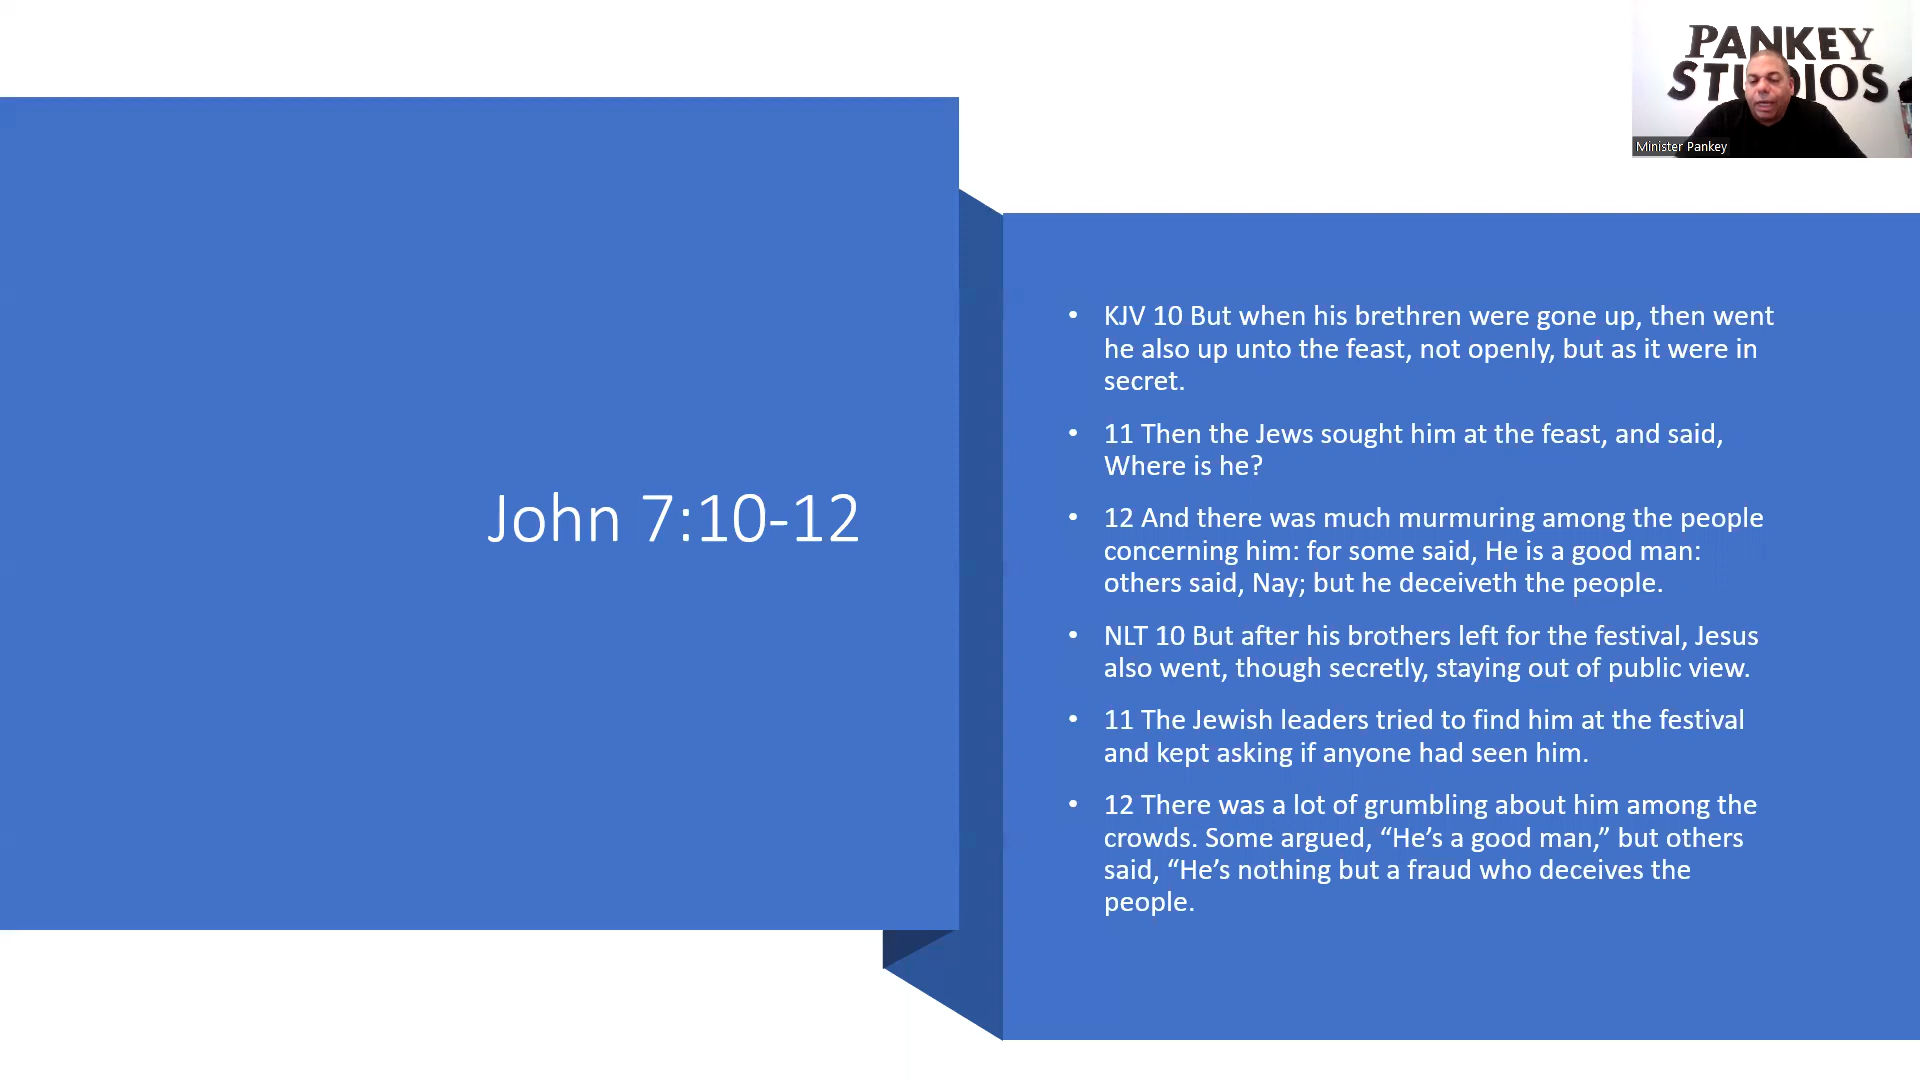 PANKEY
STUDIOS
Minister Pankey
John 7:10-12
• KJV 10 But when his brethren were gone up, then went
he also up unto the feast, not openly, but as it were in
secret.
• 11 Then the Jews sought him at the feast, and said,
Where is he?
• 12 And there was much murmuring among the people
concerning him: for some said, He is a good man:
others said, Nay; but he deceiveth the people.
• NLT 10 But after his brothers left for the festival, Jesus
also went, though secretly, staying out of public view.
• 11 The Jewish leaders tried to find him at the festival
and kept asking if anyone had seen him.
• 12 There was a lot of grumbling about him among the
crowds. Some argued, “He’s a good man,” but others
said, “He’s nothing but a fraud who deceives the
people.